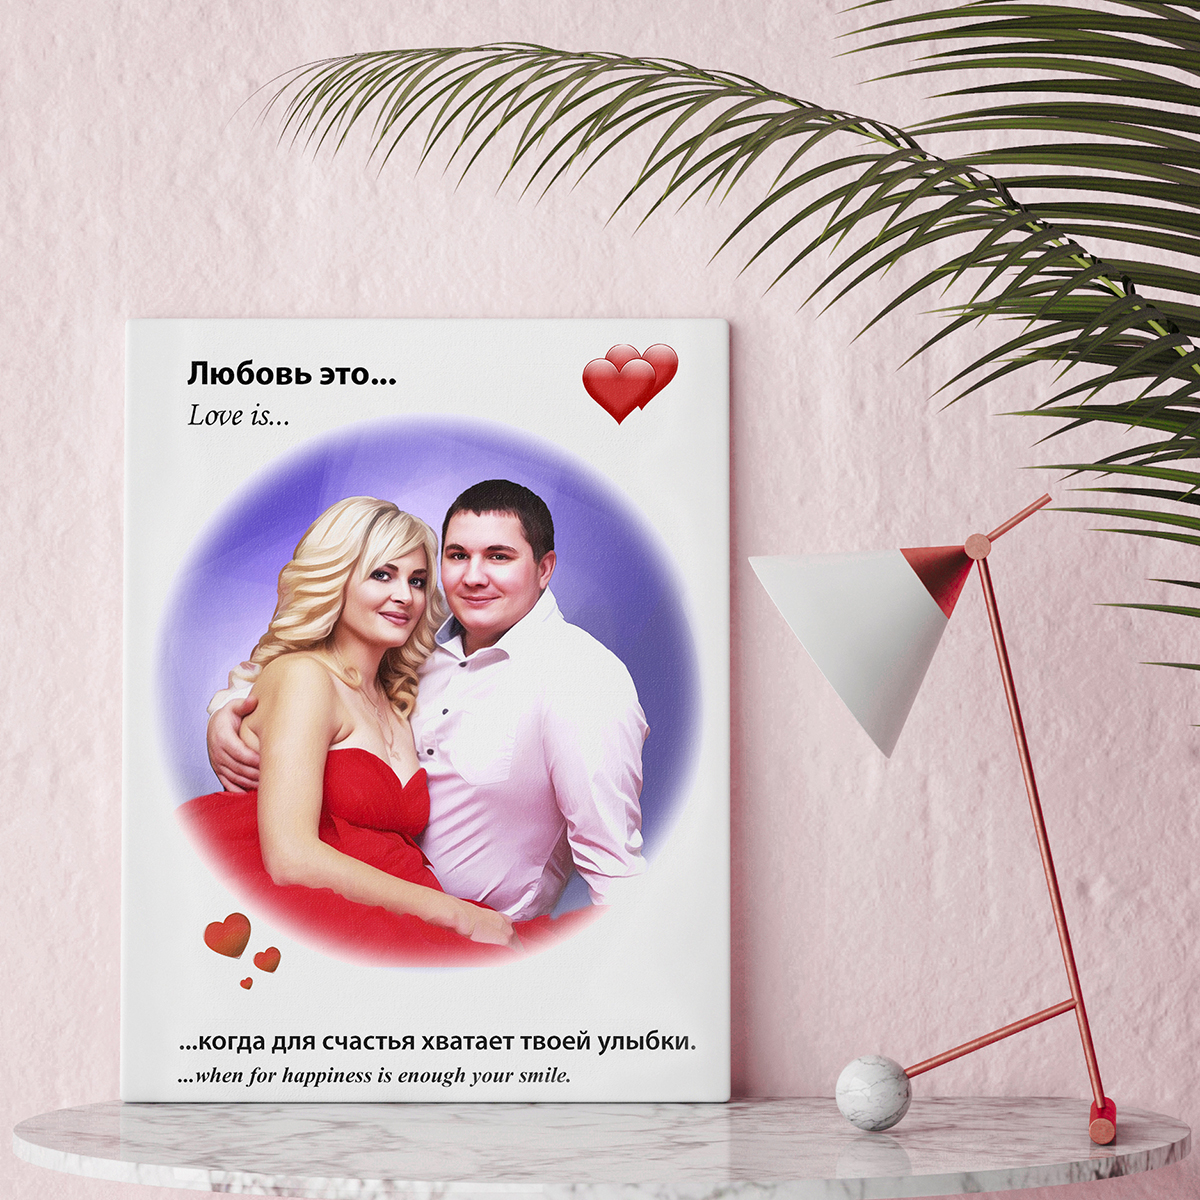 Любовь это...
Love is...
...когда для счастья хватает твоей улыбки.
...when for happiness is enough your smile.